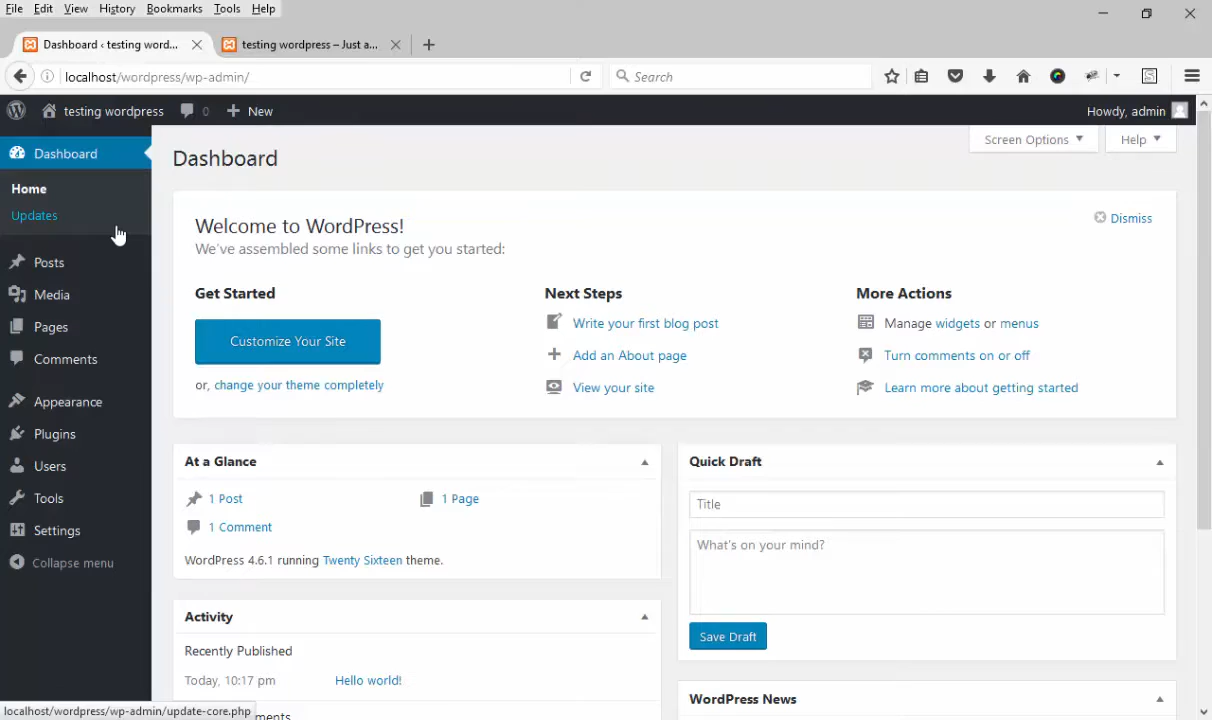 File Edit View History Bookmarks Tools Help
Dashboard ‹ testing word... testing wordpress – Just a...
localhost/wordpress/wp-admin/ Search
testing wordpress 0 New Howdy, admin
Dashboard
Home
Updates
Posts
Media
Pages
Comments
Appearance
Plugins
Users
Tools
Settings
Collapse menu
Screen Options Help
Dashboard
Welcome to WordPress! Dismiss
We've assembled some links to get you started:
Get Started
Customize Your Site
or, change your theme completely
Next Steps
Write your first blog post
Add an About page
View your site
More Actions
Manage widgets or menus
Turn comments on or off
Learn more about getting started
At a Glance
1 Post 1 Page
1 Comment
WordPress 4.6.1 running Twenty Sixteen theme.
Activity
Recently Published
Today, 10:17 pm Hello world!
Quick Draft
Title
What's on your mind?
Save Draft
WordPress News
localhost/wordpress/wp-admin/update-core.php